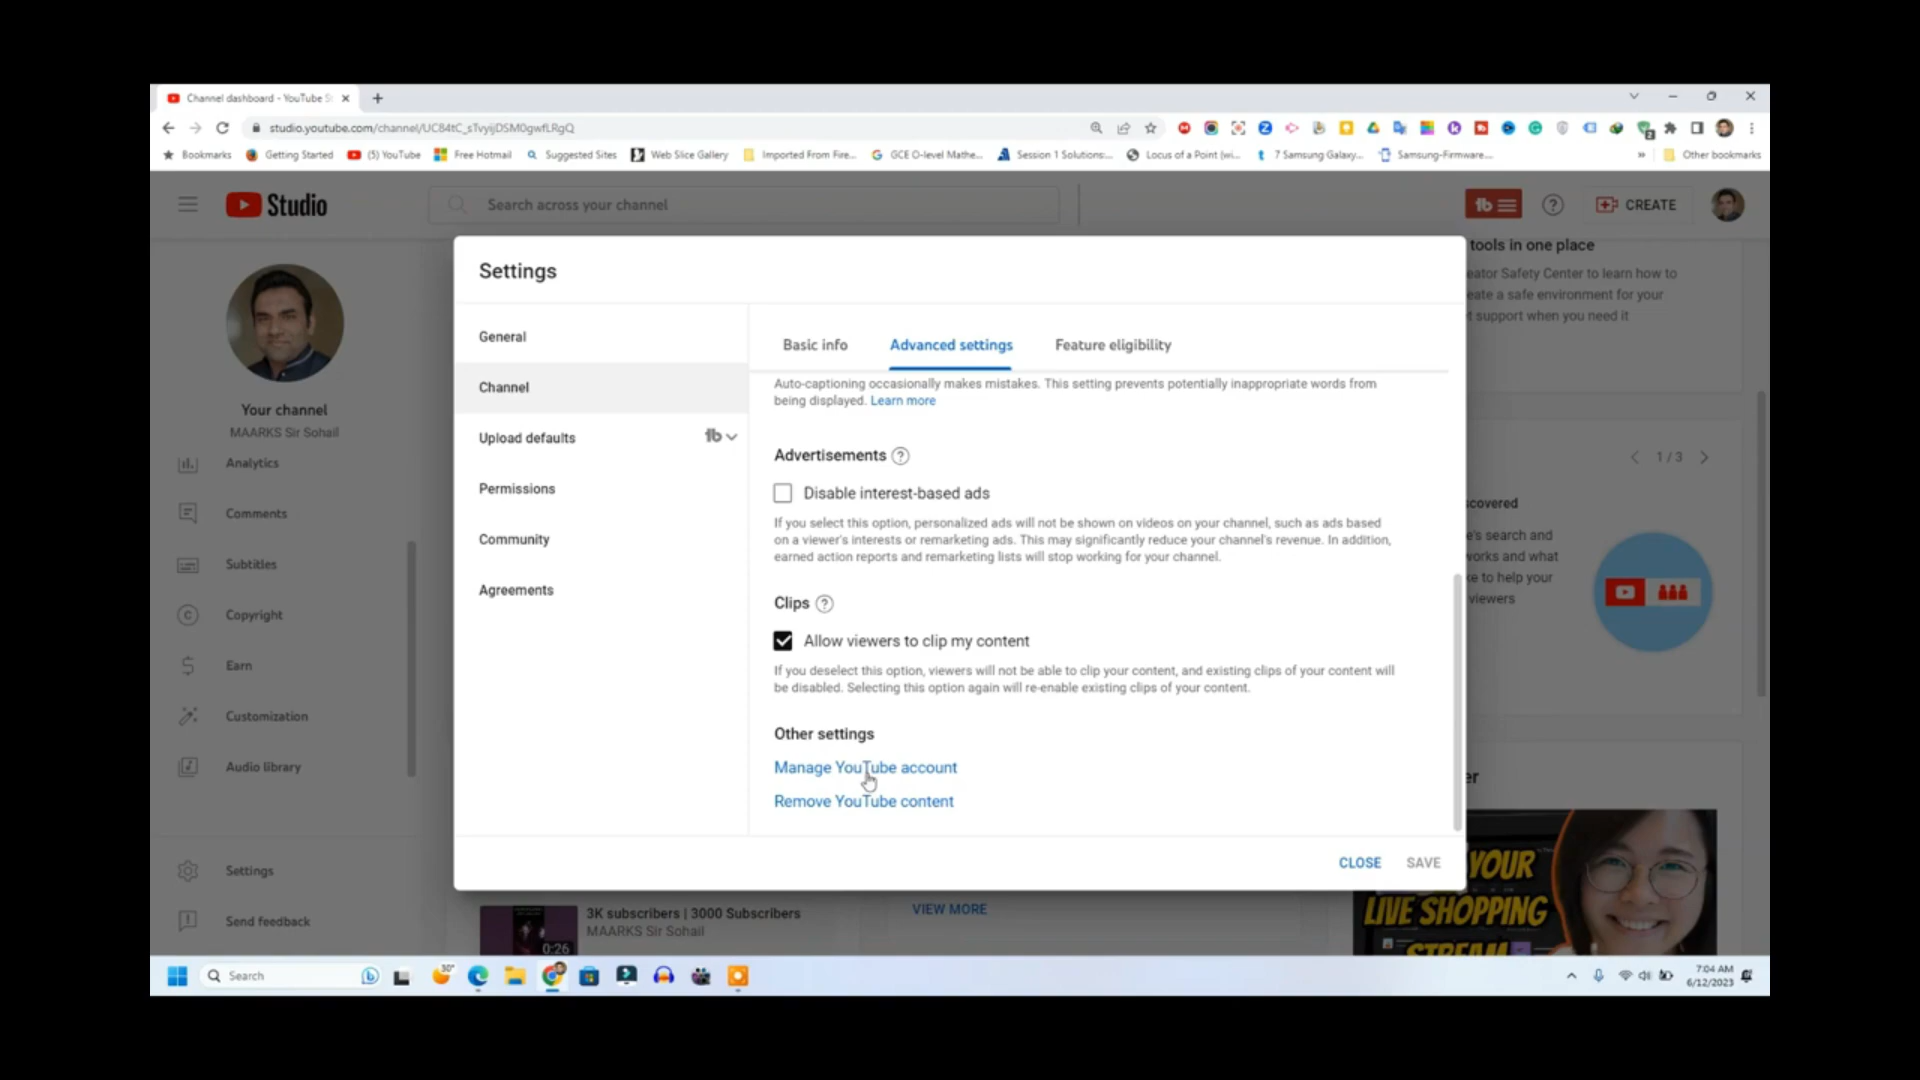 Channel dashboard - YouTube St
studio.youtube.com/channel/UC84tC_sTvyijDSM0gwfLRgQ
Bookmarks
Getting Started
(5) YouTube
Free Hotmail
Suggested Sites
Web Slice Gallery
Imported From Fire...
GCE O-level Mathe...
Session 1 Solutions:...
Locus of a Point (wi...
7 Samsung Galaxy...
Samsung-Firmware...
»
Other bookmarks
Studio
Search across your channel
CREATE
Your channel
MAARKS Sir Sohail
Analytics
Comments
Subtitles
Copyright
Earn
Customization
Audio library
Settings
Send feedback
Settings
General
Channel
Upload defaults
Permissions
Community
Agreements
Basic info
Advanced settings
Feature eligibility
Auto-captioning occasionally makes mistakes. This setting prevents potentially inappropriate words from
being displayed. Learn more
Advertisements
Disable interest-based ads
If you select this option, personalized ads will not be shown on videos on your channel, such as ads based
on a viewer's interests or remarketing ads. This may significantly reduce your channel's revenue. In addition,
earned action reports and remarketing lists will stop working for your channel.
Clips
Allow viewers to clip my content
If you deselect this option, viewers will not be able to clip your content, and existing clips of your content will
be disabled. Selecting this option again will re-enable existing clips of your content.
Other settings
Manage YouTube account
Remove YouTube content
CLOSE
SAVE
tools in one place
eator Safety Center to learn how to
eate a safe environment for your
t support when you need it
1 / 3
scovered
e's search and
works and what
ke to help your
viewers
er
YOUR
LIVE SHOPPING
STREAM
3K subscribers | 3000 Subscribers
MAARKS Sir Sohail
0:26
VIEW MORE
Search
30°
7:04 AM
6/12/2023